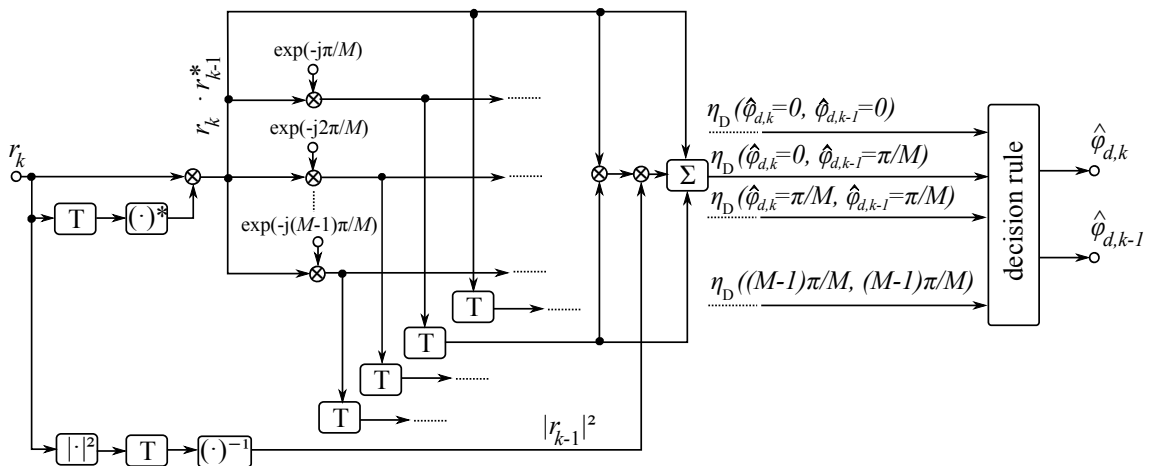 exp(-jπ/M)
r_k · r*_{k-1}
exp(-j2π/M)
r_k
T
(·)*
exp(-j(M-1)π/M)
Σ
η_D(φ̂_{d,k}=0, φ̂_{d,k-1}=0)
η_D(φ̂_{d,k}=0, φ̂_{d,k-1}=π/M)
η_D(φ̂_{d,k}=π/M, φ̂_{d,k-1}=π/M)
η_D((M-1)π/M, (M-1)π/M)
decision rule
φ̂_{d,k}
φ̂_{d,k-1}
T
T
T
T
|·|²
T
(·)⁻¹
|r_{k-1}|²